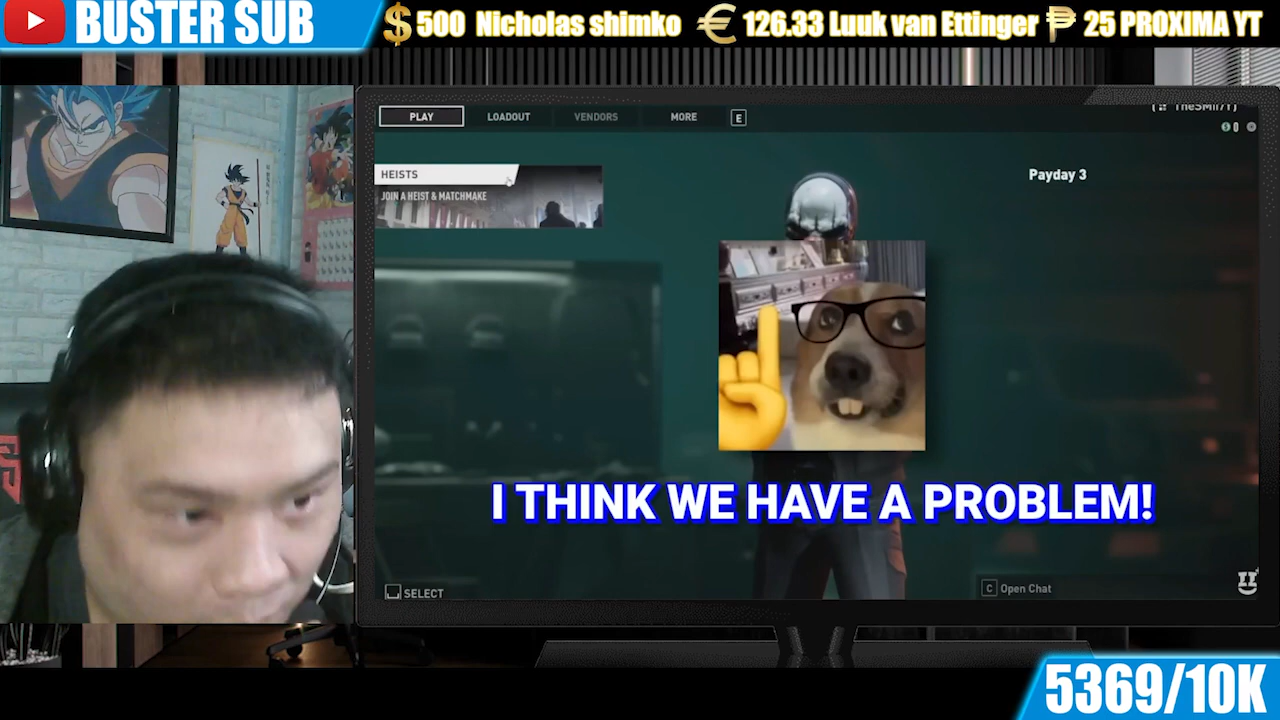 BUSTER SUB
$500 Nicholas shimko € 126.33 Luuk van Ettinger ₱ 25 PROXIMA YT
PLAY LOADOUT VENDORS MORE E
HEISTS
JOIN A HEIST & MATCHMAKE
Payday 3
I THINK WE HAVE A PROBLEM!
SELECT
C Open Chat
5369/10K